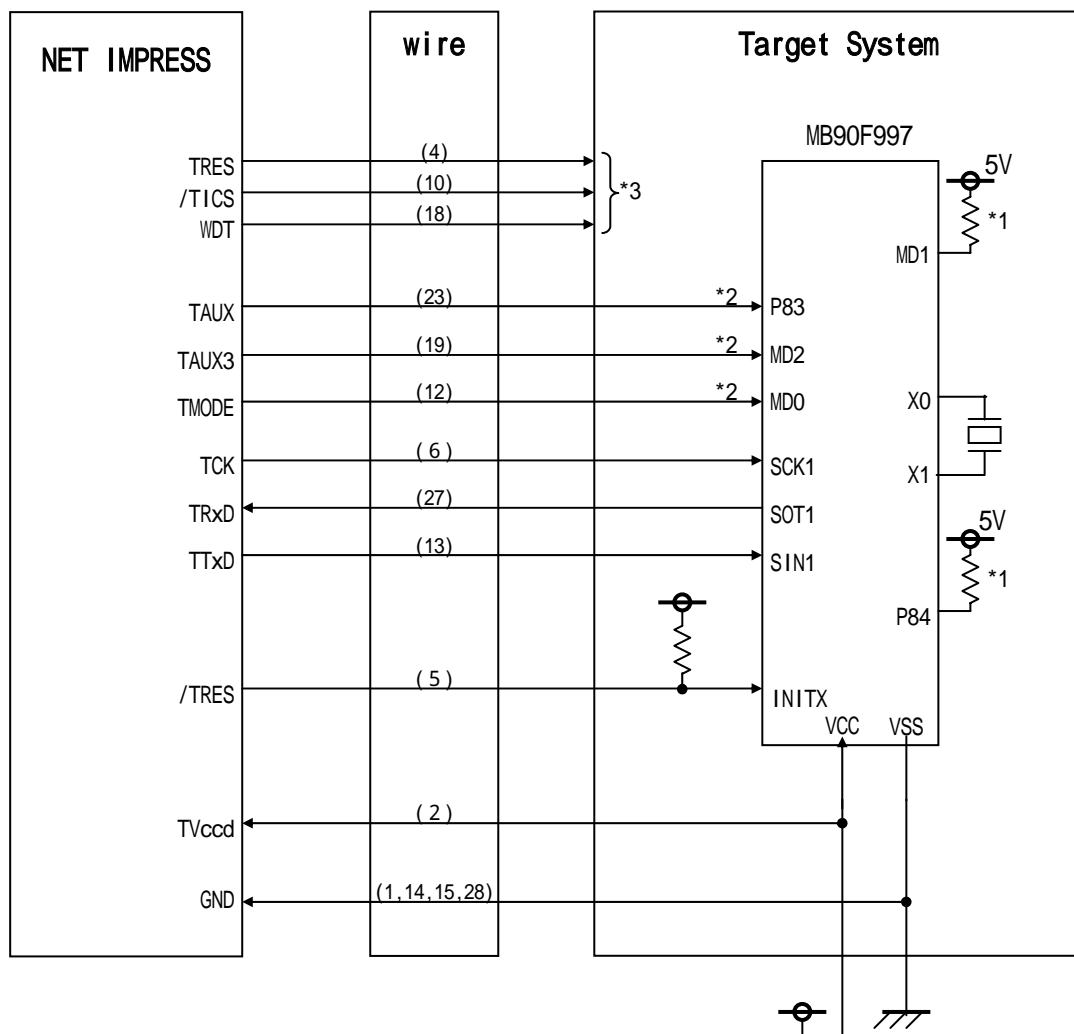 NET IMPRESS
wire
Target System
MB90F997
TRES
(4)
/TICS
(10)
WDT
(18)
*3
5V
*1
MD1
TAUX
(23)
*2
P83
TAUX3
(19)
*2
MD2
TMODE
(12)
*2
MD0
X0
TCK
(6)
SCK1
X1
TRxD
(27)
SOT1
5V
TTxD
(13)
SIN1
*1
P84
/TRES
(5)
INITX
VCC
VSS
TVccd
(2)
GND
(1,14,15,28)